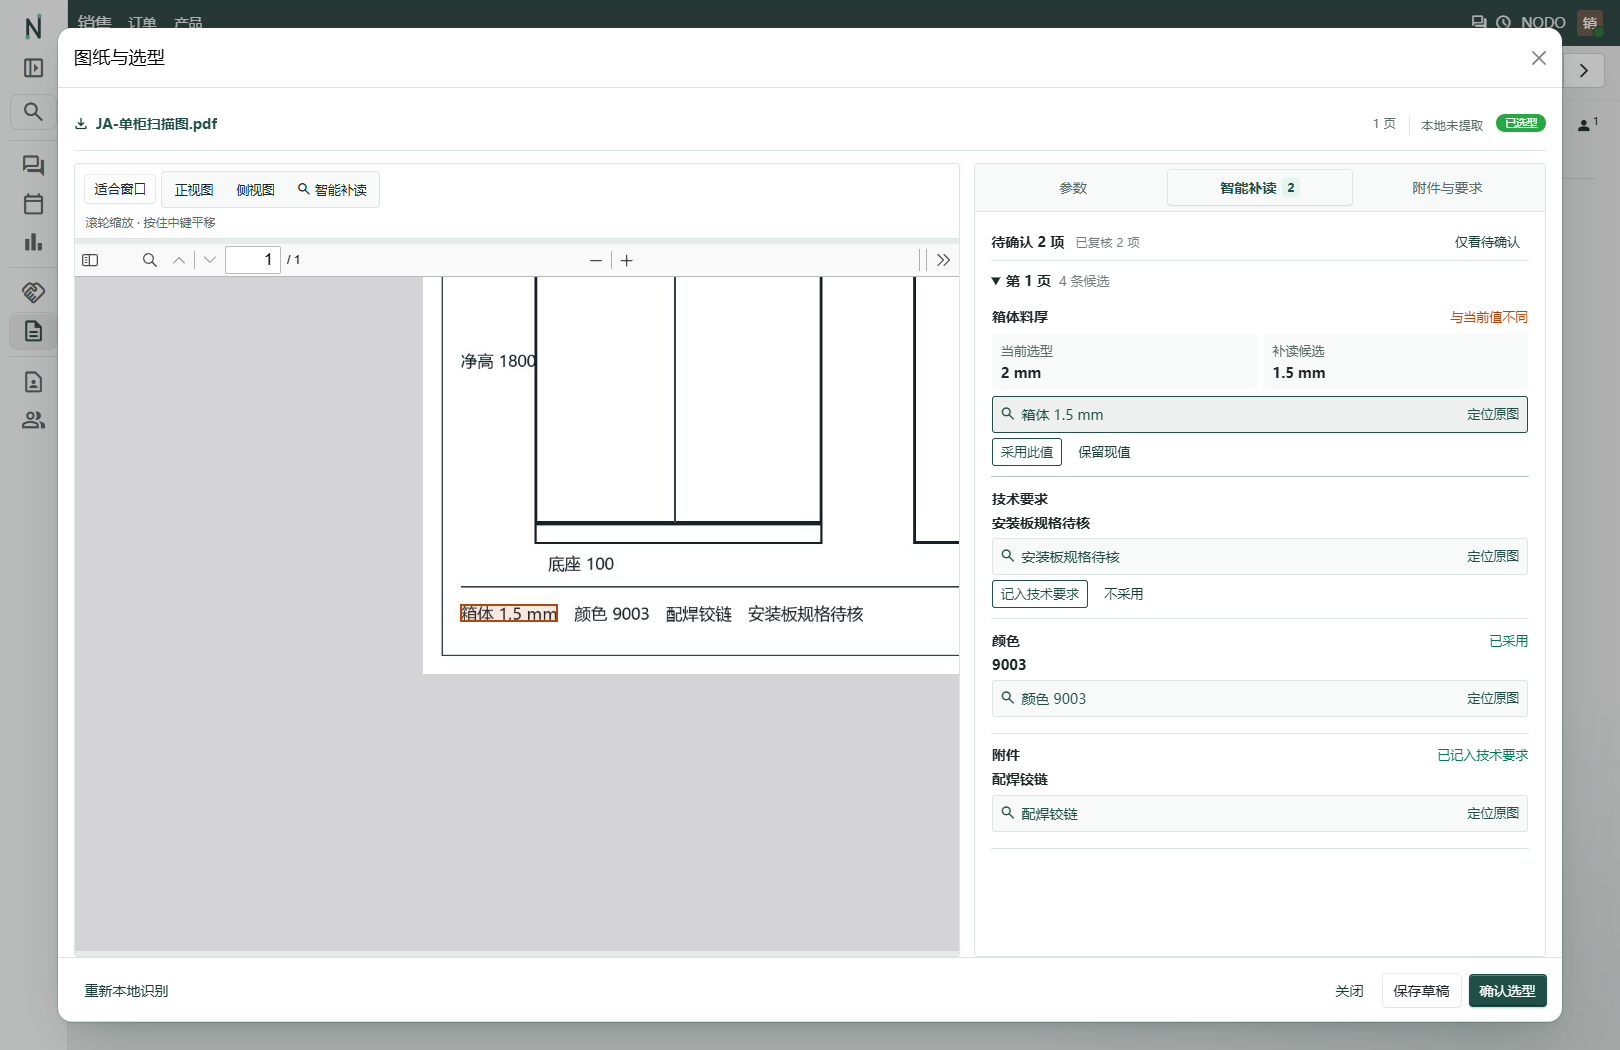 销售 订单 产品
NODO 销
图纸与选型
JA-单柜扫描图.pdf
1 页 本地未提取 已选型
1
适合窗口 正视图 侧视图 智能补读
滚轮缩放 · 按住中键平移
1 / 1
净高 1800
底座 100
箱体 1.5 mm 颜色 9003 配焊铰链 安装板规格待核
参数 智能补读 2 附件与要求
待确认 2 项 已复核 2 项 仅看待确认
第 1 页 4 条候选
箱体料厚 与当前值不同
当前选型 补读候选
2 mm 1.5 mm
箱体 1.5 mm 定位原图
采用此值 保留现值
技术要求
安装板规格待核
安装板规格待核 定位原图
记入技术要求 不采用
颜色 已采用
9003
颜色 9003 定位原图
附件 已记入技术要求
配焊铰链
配焊铰链 定位原图
重新本地识别 关闭 保存草稿 确认选型